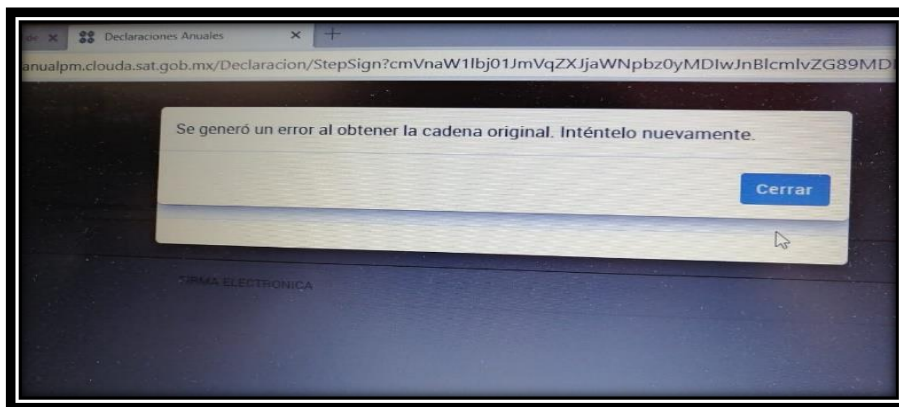 Declaraciones Anuales
anualpm.clouda.sat.gob.mx/Declaracion/StepSign?cmVnaW1lbj01JmVqZXJjaWNpbz0yMDIwJnBlcmlvZG89MD
Se generó un error al obtener la cadena original. Inténtelo nuevamente.
Cerrar
FIRMA ELECTRONICA